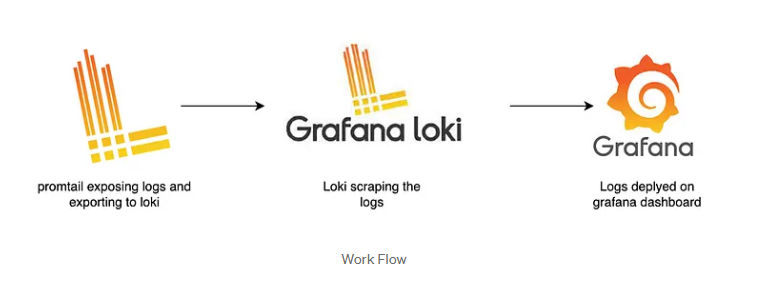 Grafana loki
Grafana
promtail exposing logs and
exporting to loki
Loki scraping the
logs
Logs deplyed on
grafana dashboard
Work Flow